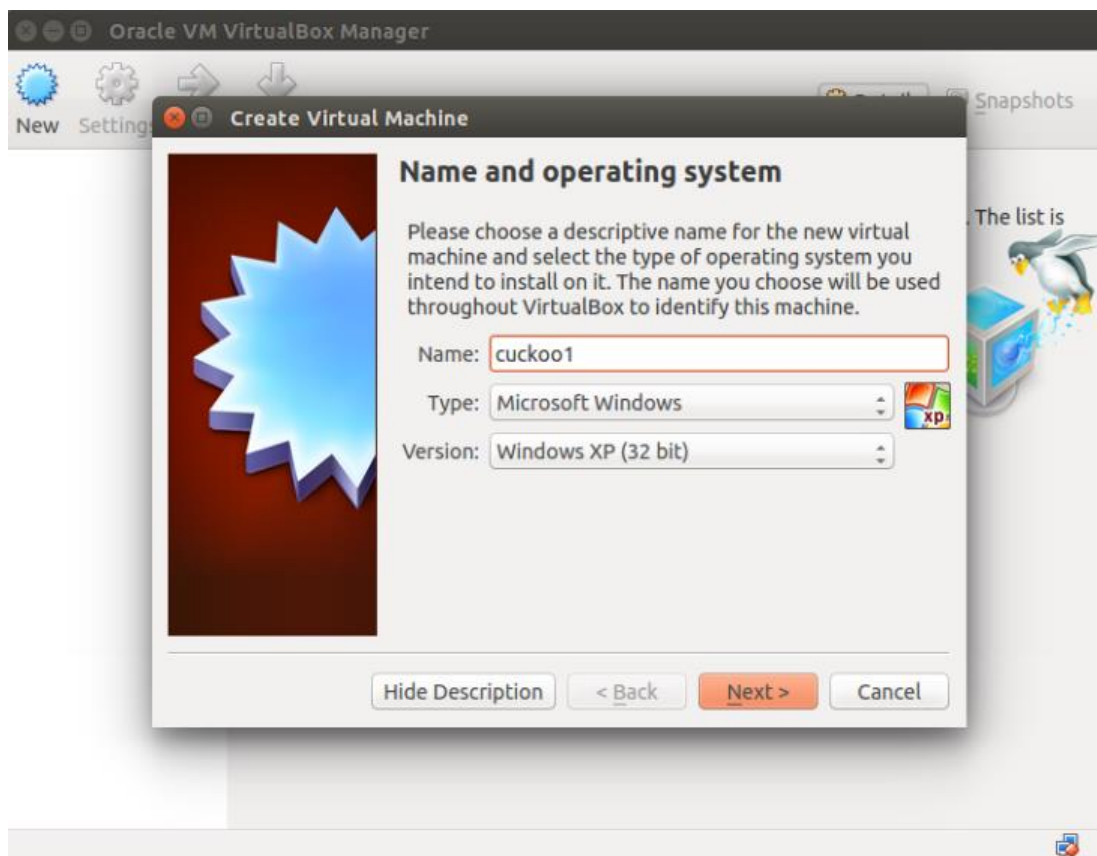 Oracle VM VirtualBox Manager
New
Snapshots
Create Virtual Machine
Name and operating system
Please choose a descriptive name for the new virtual
machine and select the type of operating system you
intend to install on it. The name you choose will be used
throughout VirtualBox to identify this machine.
. The list is
Name: cuckoo1
Type: Microsoft Windows
xp
Version: Windows XP (32 bit)
Hide Description < Back Next > Cancel